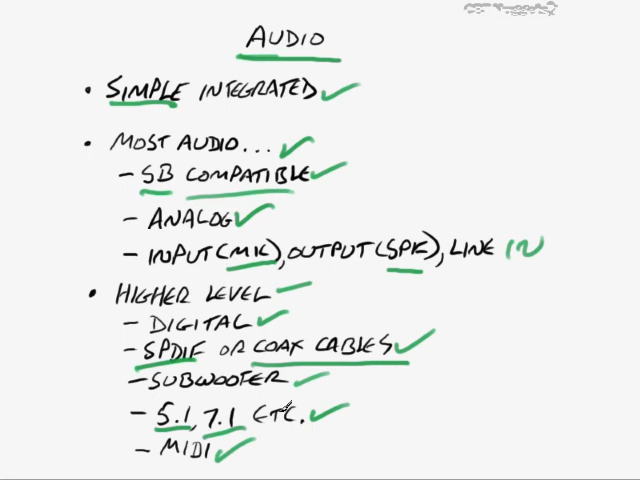 AUDIO
• SIMPLE INTEGRATED
• MOST AUDIO...
- SB COMPATIBLE
- ANALOG
- INPUT(MIC), OUTPUT(SPK), LINE IN
• HIGHER LEVEL
- DIGITAL
- SPDIF OR COAX CABLES
- SUBWOOFER
- 5.1, 7.1 ETC.
- MIDI